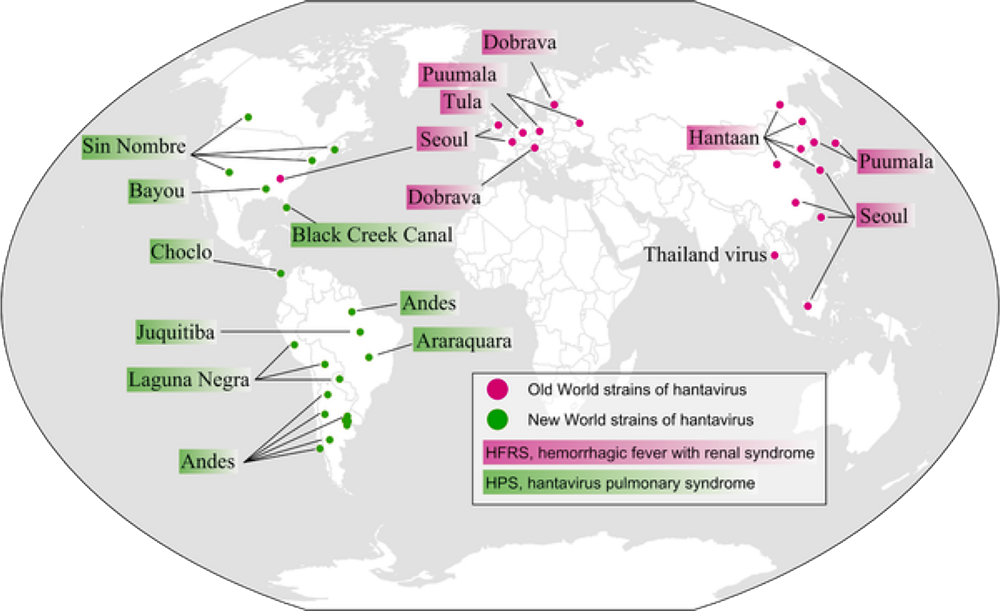 Dobrava
Puumala
Tula
Seoul
Hantaan
Sin Nombre
Puumala
Bayou
Dobrava
Seoul
Black Creek Canal
Choclo
Thailand virus
Andes
Juquitiba
Araraquara
Laguna Negra
Andes
Old World strains of hantavirus
New World strains of hantavirus
HFRS, hemorrhagic fever with renal syndrome
HPS, hantavirus pulmonary syndrome